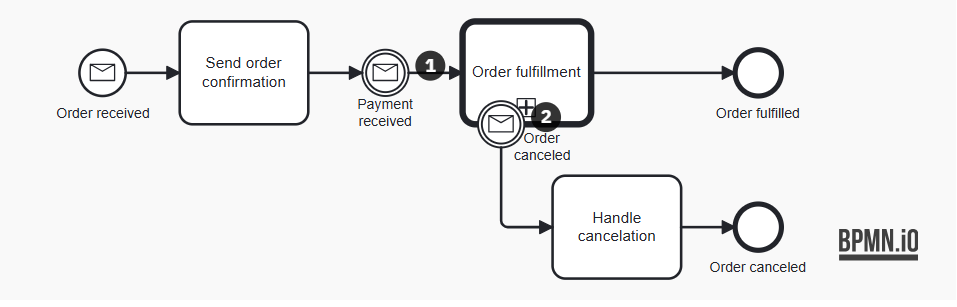 Order received
Send order
confirmation
Payment
received
1
Order fulfillment
2
Order
canceled
Order fulfilled
Handle
cancelation
Order canceled
BPMN.iO